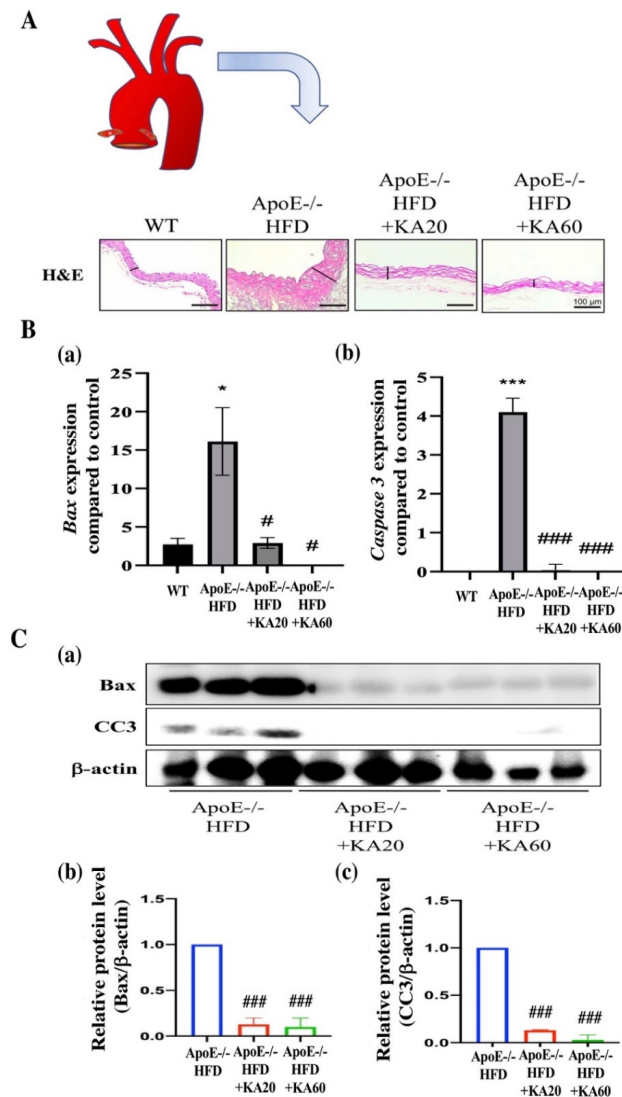 A
WT
ApoE-/-
HFD
ApoE-/-
HFD
+KA20
ApoE-/-
HFD
+KA60
H&E
100 µm
B
(a)
Bax expression
compared to control
25
20
15
10
5
0
*
#
#
WT
ApoE-/-
HFD
ApoE-/-
HFD
+KA20
ApoE-/-
HFD
+KA60
(b)
Caspase 3 expression
compared to control
5
4
3
2
1
0
***
###
###
WT
ApoE-/-
HFD
ApoE-/-
HFD
+KA20
ApoE-/-
HFD
+KA60
C
(a)
Bax
CC3
β-actin
ApoE-/-
HFD
ApoE-/-
HFD
+KA20
ApoE-/-
HFD
+KA60
(b)
Relative protein level
(Bax/β-actin)
1.5
1.0
0.5
0.0
###
###
ApoE-/-
HFD
ApoE-/-
HFD
+KA20
ApoE-/-
HFD
+KA60
(c)
Relative protein level
(CC3/β-actin)
1.5
1.0
0.5
0.0
###
###
ApoE-/-
HFD
ApoE-/-
HFD
+KA20
ApoE-/-
HFD
+KA60